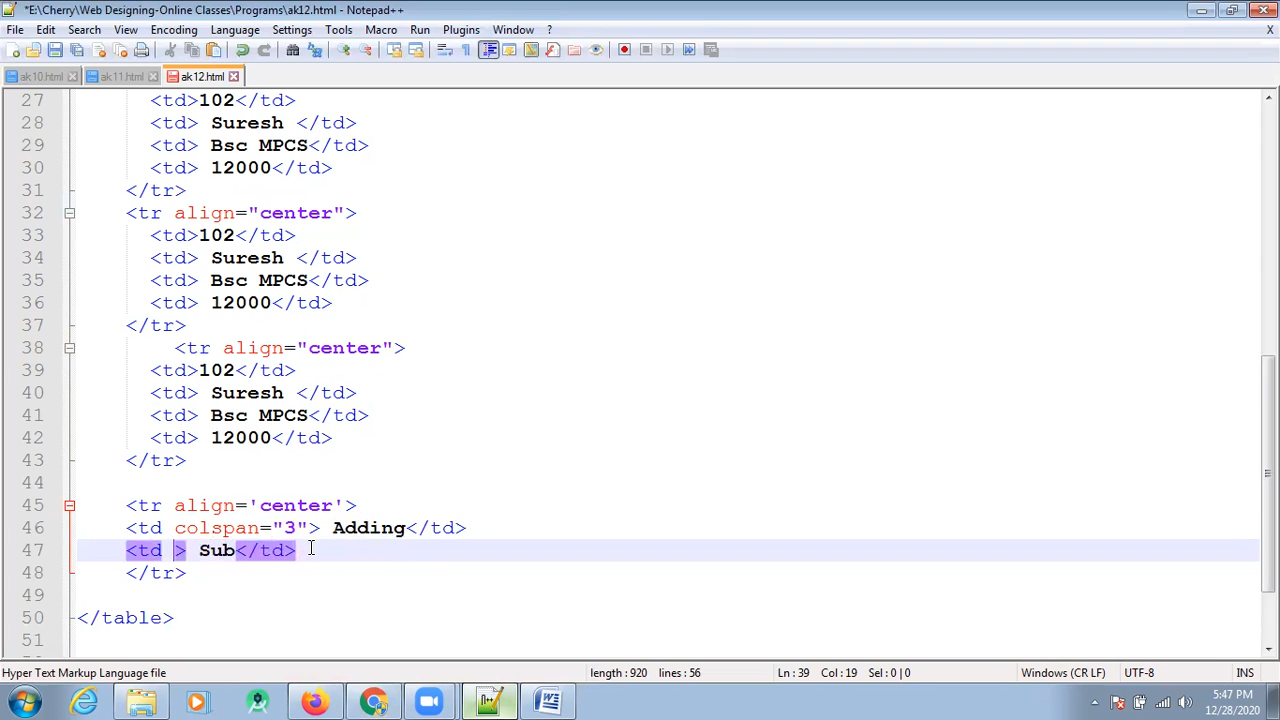 *E:\Cherry\Web Designing-Online Classes\Programs\ak12.html - Notepad++
File Edit Search View Encoding Language Settings Tools Macro Run Plugins Window ? X
ak10.html ak11.html ak12.html
27 <td>102</td>
28 <td> Suresh </td>
29 <td> Bsc MPCS</td>
30 <td> 12000</td>
31 </tr>
32 <tr align="center">
33 <td>102</td>
34 <td> Suresh </td>
35 <td> Bsc MPCS</td>
36 <td> 12000</td>
37 </tr>
38 <tr align="center">
39 <td>102</td>
40 <td> Suresh </td>
41 <td> Bsc MPCS</td>
42 <td> 12000</td>
43 </tr>
44
45 <tr align='center'>
46 <td colspan="3"> Adding</td>
47 <td > Sub</td>
48 </tr>
49
50 </table>
51
Hyper Text Markup Language file length : 920 lines : 56 Ln : 39 Col : 19 Sel : 0 | 0 Windows (CR LF) UTF-8 INS
5:47 PM
12/28/2020